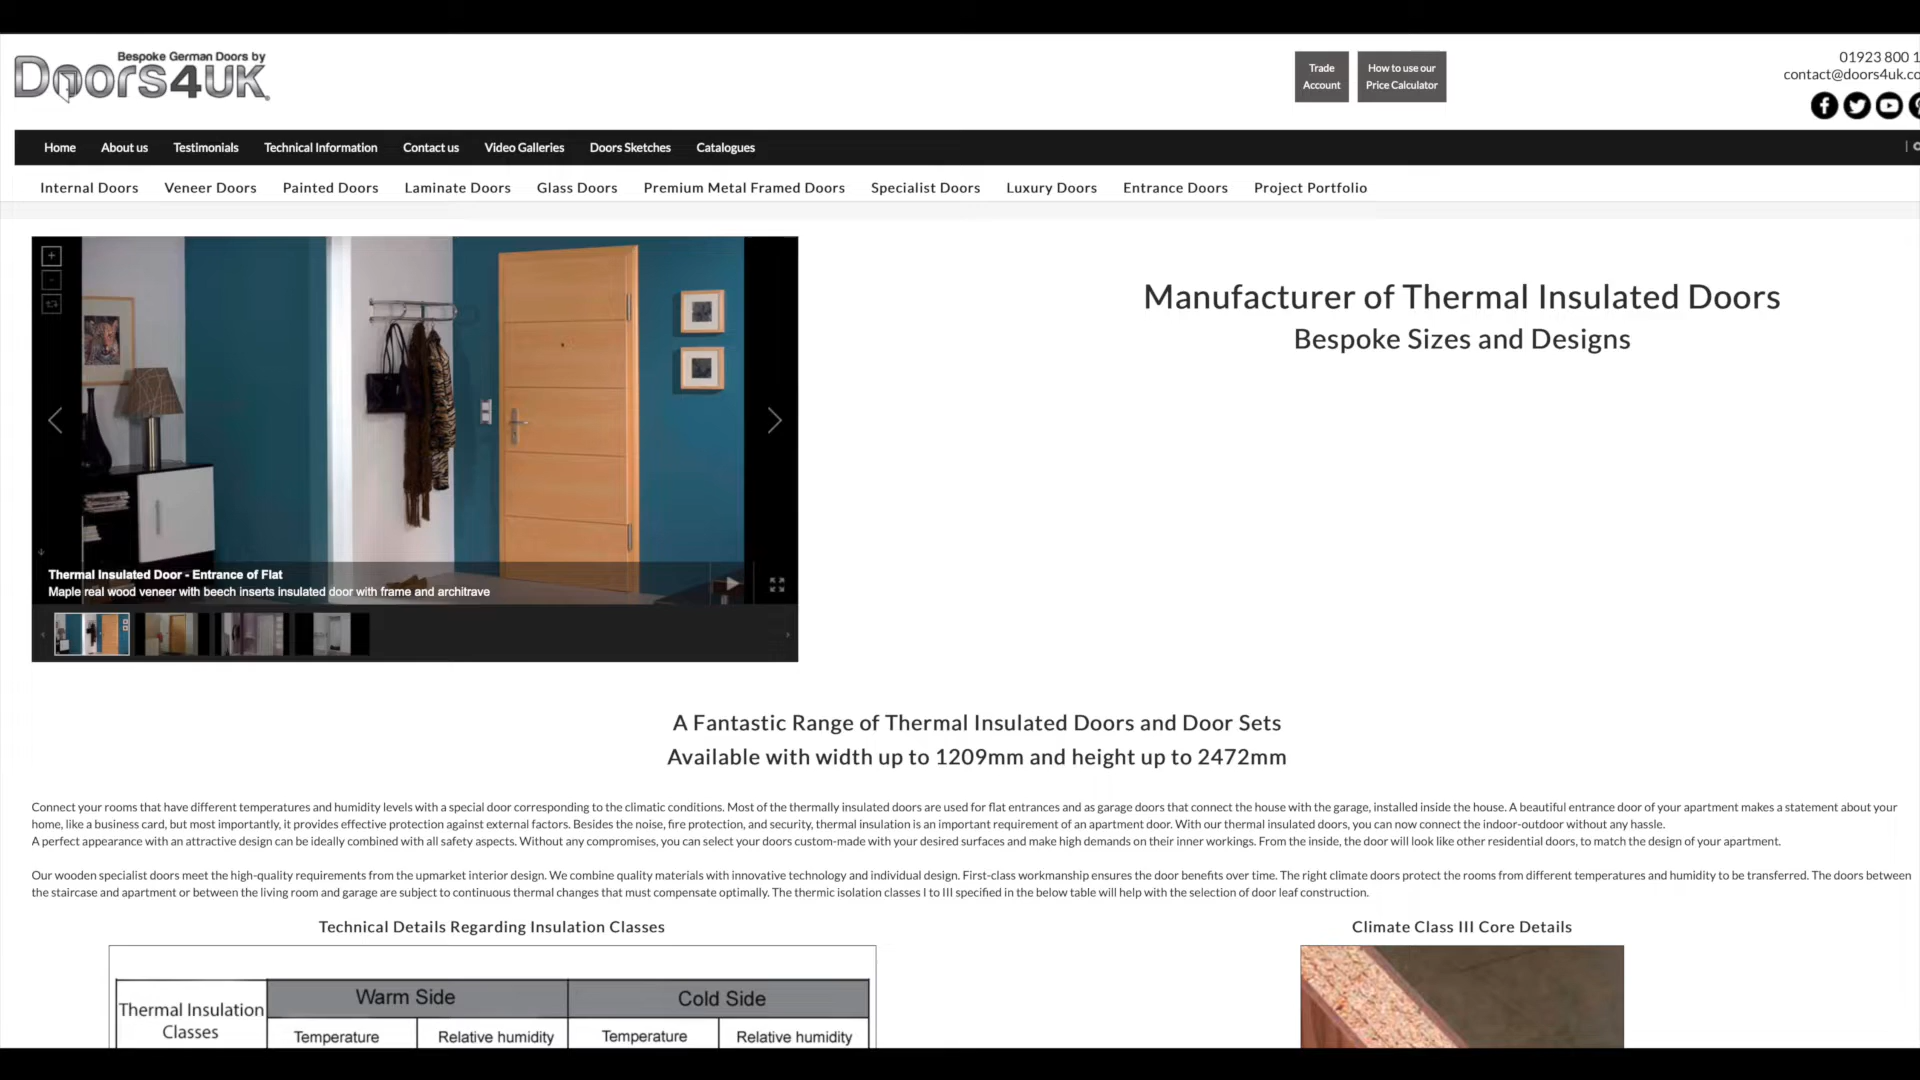 Bespoke German Doors by
Doors4UK
Trade
Account
How to use our
Price Calculator
01923 800 1
contact@doors4uk.co
Home About us Testimonials Technical Information Contact us Video Galleries Doors Sketches Catalogues
Internal Doors Veneer Doors Painted Doors Laminate Doors Glass Doors Premium Metal Framed Doors Specialist Doors Luxury Doors Entrance Doors Project Portfolio
Manufacturer of Thermal Insulated Doors
Bespoke Sizes and Designs
Thermal Insulated Door - Entrance of Flat
Maple real wood veneer with beech inserts insulated door with frame and architrave
A Fantastic Range of Thermal Insulated Doors and Door Sets
Available with width up to 1209mm and height up to 2472mm
Connect your rooms that have different temperatures and humidity levels with a special door corresponding to the climatic conditions. Most of the thermally insulated doors are used for flat entrances and as garage doors that connect the house with the garage, installed inside the house. A beautiful entrance door of your apartment makes a statement about your
home, like a business card, but most importantly, it provides effective protection against external factors. Besides the noise, fire protection, and security, thermal insulation is an important requirement of an apartment door. With our thermal insulated doors, you can now connect the indoor-outdoor without any hassle.
A perfect appearance with an attractive design can be ideally combined with all safety aspects. Without any compromises, you can select your doors custom-made with your desired surfaces and make high demands on their inner workings. From the inside, the door will look like other residential doors, to match the design of your apartment.
Our wooden specialist doors meet the high-quality requirements from the upmarket interior design. We combine quality materials with innovative technology and individual design. First-class workmanship ensures the door benefits over time. The right climate doors protect the rooms from different temperatures and humidity to be transferred. The doors between
the staircase and apartment or between the living room and garage are subject to continuous thermal changes that must compensate optimally. The thermic isolation classes I to III specified in the below table will help with the selection of door leaf construction.
Technical Details Regarding Insulation Classes
Climate Class III Core Details
Thermal Insulation
Classes
Warm Side Cold Side
Temperature Relative humidity Temperature Relative humidity